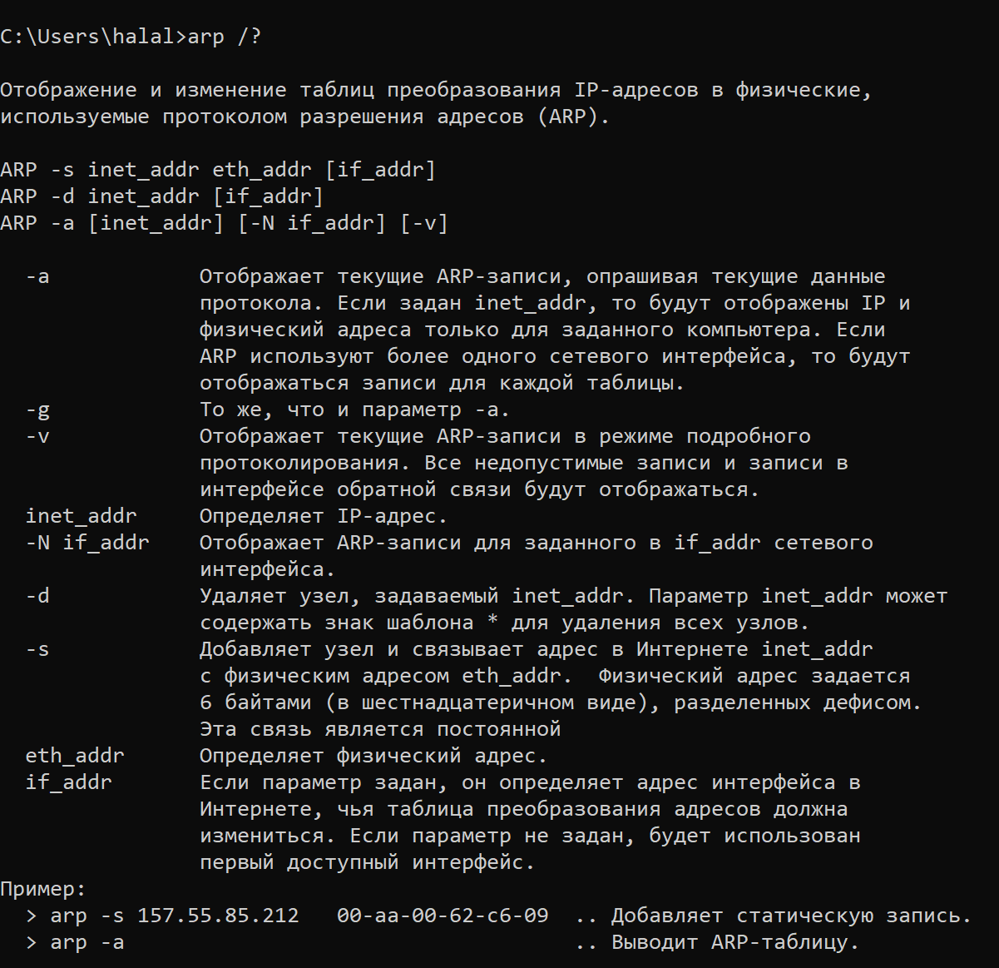 C:\Users\halal>arp /?
Отображение и изменение таблиц преобразования IP-адресов в физические,
используемые протоколом разрешения адресов (ARP).
ARP -s inet_addr eth_addr [if_addr]
ARP -d inet_addr [if_addr]
ARP -a [inet_addr] [-N if_addr] [-v]
-a Отображает текущие ARP-записи, опрашивая текущие данные
протокола. Если задан inet_addr, то будут отображены IP и
физический адреса только для заданного компьютера. Если
ARP используют более одного сетевого интерфейса, то будут
отображаться записи для каждой таблицы.
-g То же, что и параметр -a.
-v Отображает текущие ARP-записи в режиме подробного
протоколирования. Все недопустимые записи и записи в
интерфейсе обратной связи будут отображаться.
inet_addr Определяет IP-адрес.
-N if_addr Отображает ARP-записи для заданного в if_addr сетевого
интерфейса.
-d Удаляет узел, задаваемый inet_addr. Параметр inet_addr может
содержать знак шаблона * для удаления всех узлов.
-s Добавляет узел и связывает адрес в Интернете inet_addr
с физическим адресом eth_addr.  Физический адрес задается
6 байтами (в шестнадцатеричном виде), разделенных дефисом.
Эта связь является постоянной
eth_addr Определяет физический адрес.
if_addr Если параметр задан, он определяет адрес интерфейса в
Интернете, чья таблица преобразования адресов должна
измениться. Если параметр не задан, будет использован
первый доступный интерфейс.
Пример:
> arp -s 157.55.85.212 00-aa-00-62-c6-09 .. Добавляет статическую запись.
> arp -a .. Выводит ARP-таблицу.